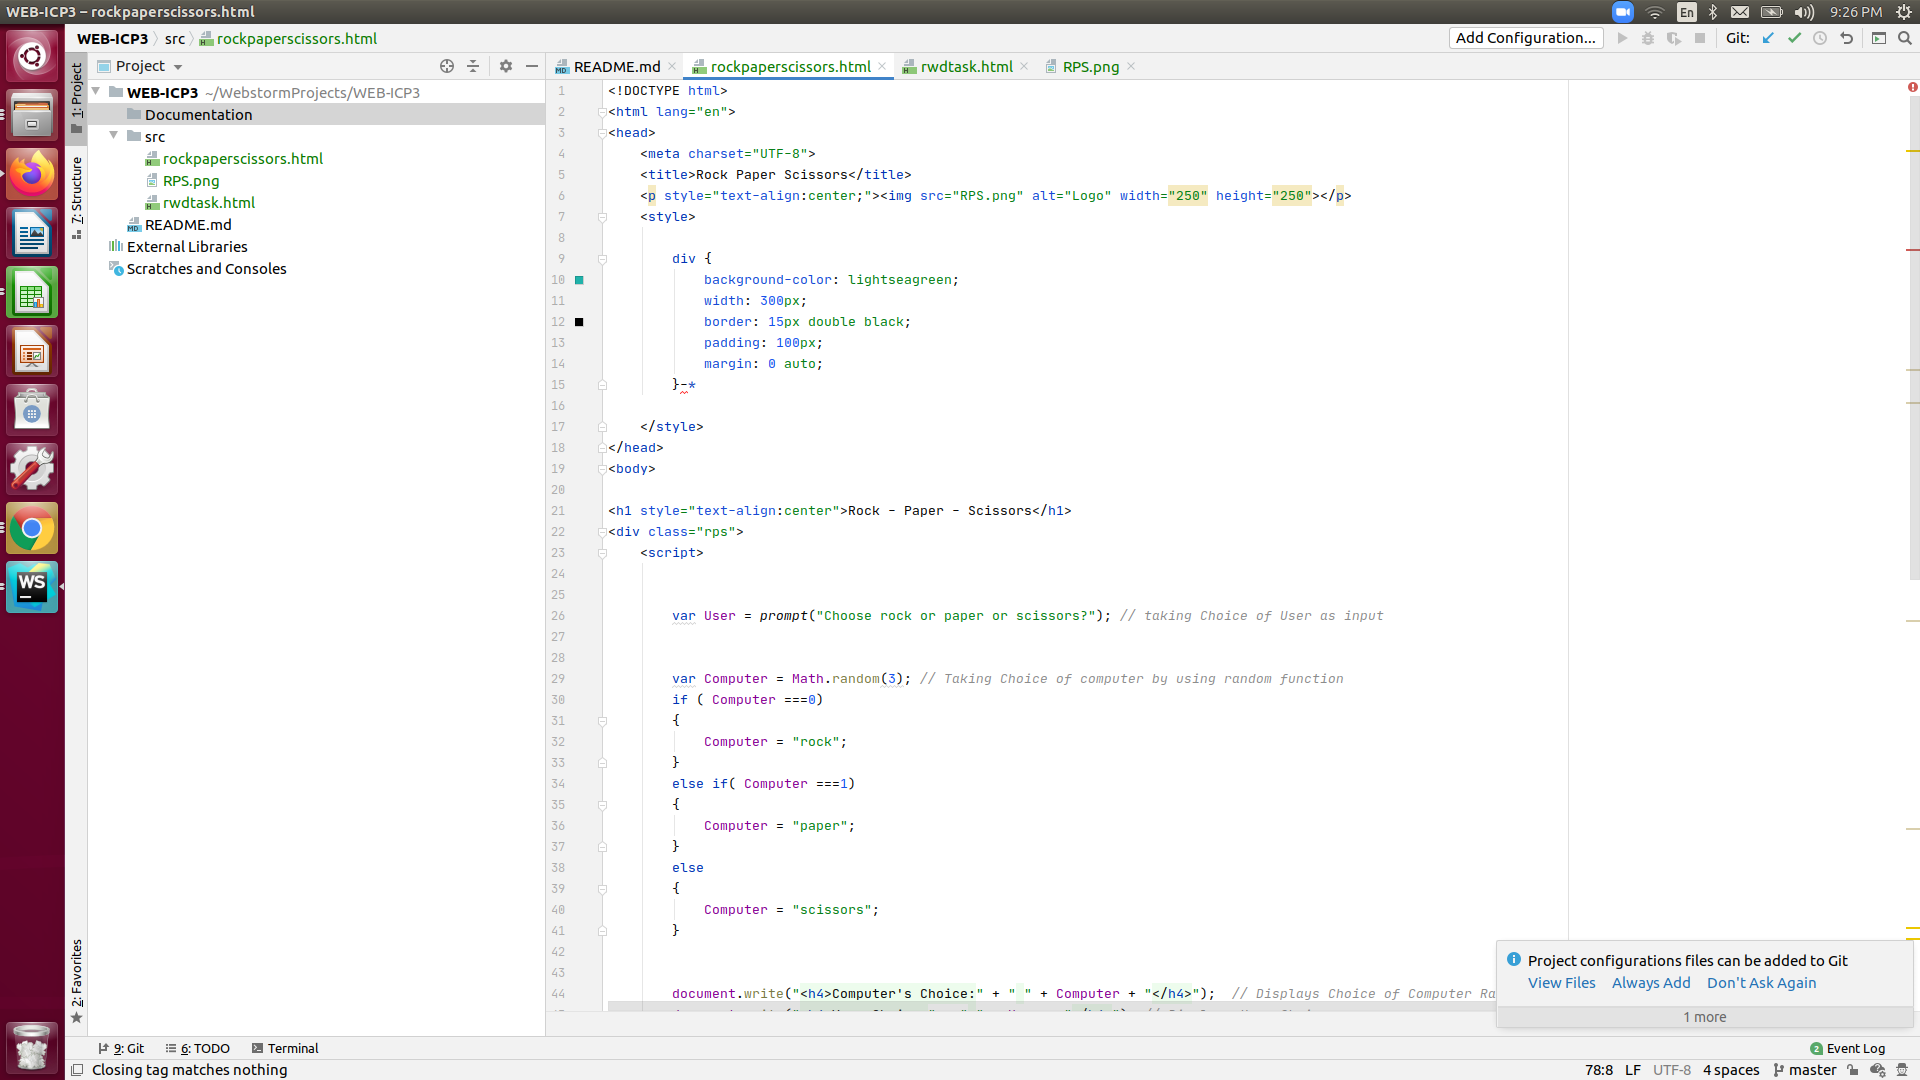 WEB-ICP3 – rockpaperscissors.html
En
9:26 PM
WEB-ICP3
src
rockpaperscissors.html
Add Configuration...
Git:
1: Project
7: Structure
2: Favorites
Project
WEB-ICP3 ~/WebstormProjects/WEB-ICP3
Documentation
src
rockpaperscissors.html
RPS.png
rwdtask.html
README.md
External Libraries
Scratches and Consoles
README.md
rockpaperscissors.html
rwdtask.html
RPS.png
1 <!DOCTYPE html>
2 <html lang="en">
3 <head>
4 <meta charset="UTF-8">
5 <title>Rock Paper Scissors</title>
6 <p style="text-align:center;"><img src="RPS.png" alt="Logo" width="250" height="250"></p>
7 <style>
8
9 div {
10 background-color: lightseagreen;
11 width: 300px;
12 border: 15px double black;
13 padding: 100px;
14 margin: 0 auto;
15 }-*
16
17 </style>
18 </head>
19 <body>
20
21 <h1 style="text-align:center">Rock - Paper - Scissors</h1>
22 <div class="rps">
23 <script>
24
25
26 var User = prompt("Choose rock or paper or scissors?"); // taking Choice of User as input
27
28
29 var Computer = Math.random(3); // Taking Choice of computer by using random function
30 if ( Computer ===0)
31 {
32 Computer = "rock";
33 }
34 else if( Computer ===1)
35 {
36 Computer = "paper";
37 }
38 else
39 {
40 Computer = "scissors";
41 }
42
43
44 document.write("<h4>Computer's Choice:" + " " + Computer + "</h4>"); // Displays Choice of Computer Ra
Project configurations files can be added to Git
View Files Always Add Don't Ask Again
1 more
WS
9: Git
6: TODO
Terminal
2 Event Log
Closing tag matches nothing
78:8 LF UTF-8 4 spaces master